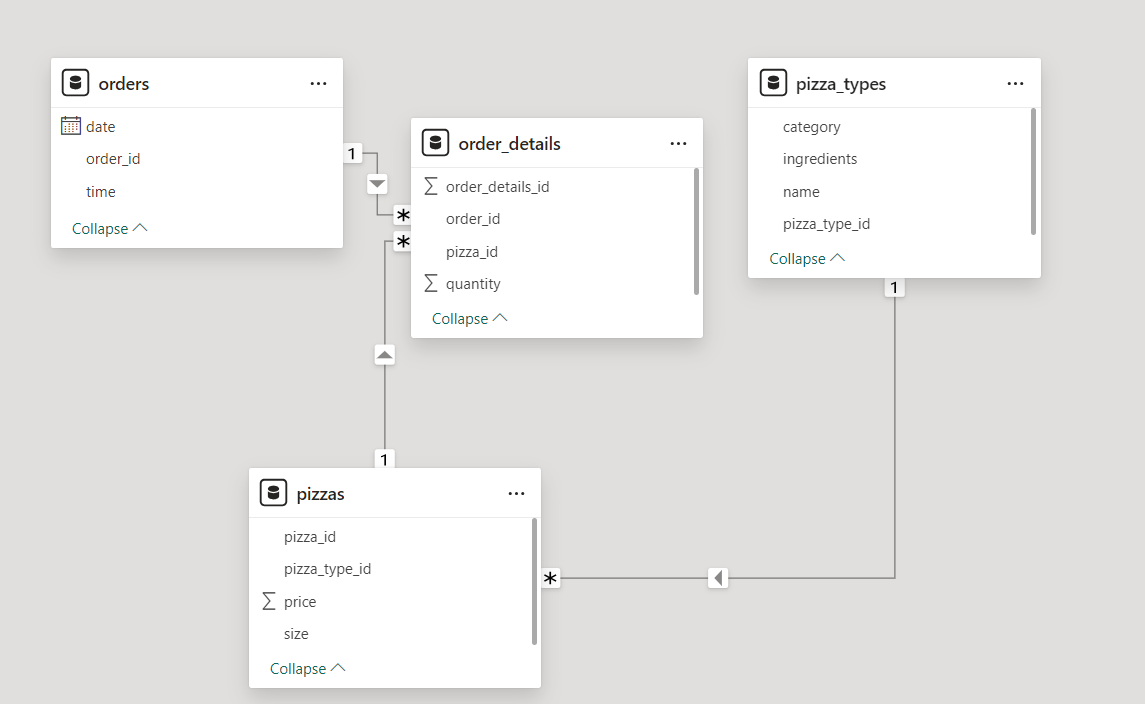 orders
date
order_id
time
Collapse
1
*
*
order_details
order_details_id
order_id
pizza_id
quantity
Collapse
pizza_types
category
ingredients
name
pizza_type_id
Collapse
1
1
pizzas
pizza_id
pizza_type_id
price
size
Collapse
*